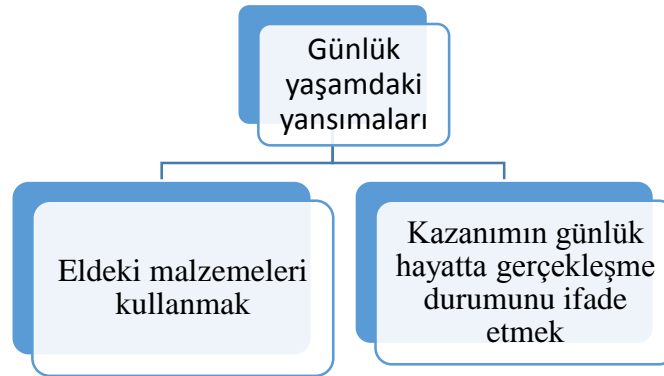 Günlük
yaşamdaki
yansımaları
Eldeki malzemeleri
kullanmak
Kazanımın günlük
hayatta gerçekleşme
durumunu ifade
etmek